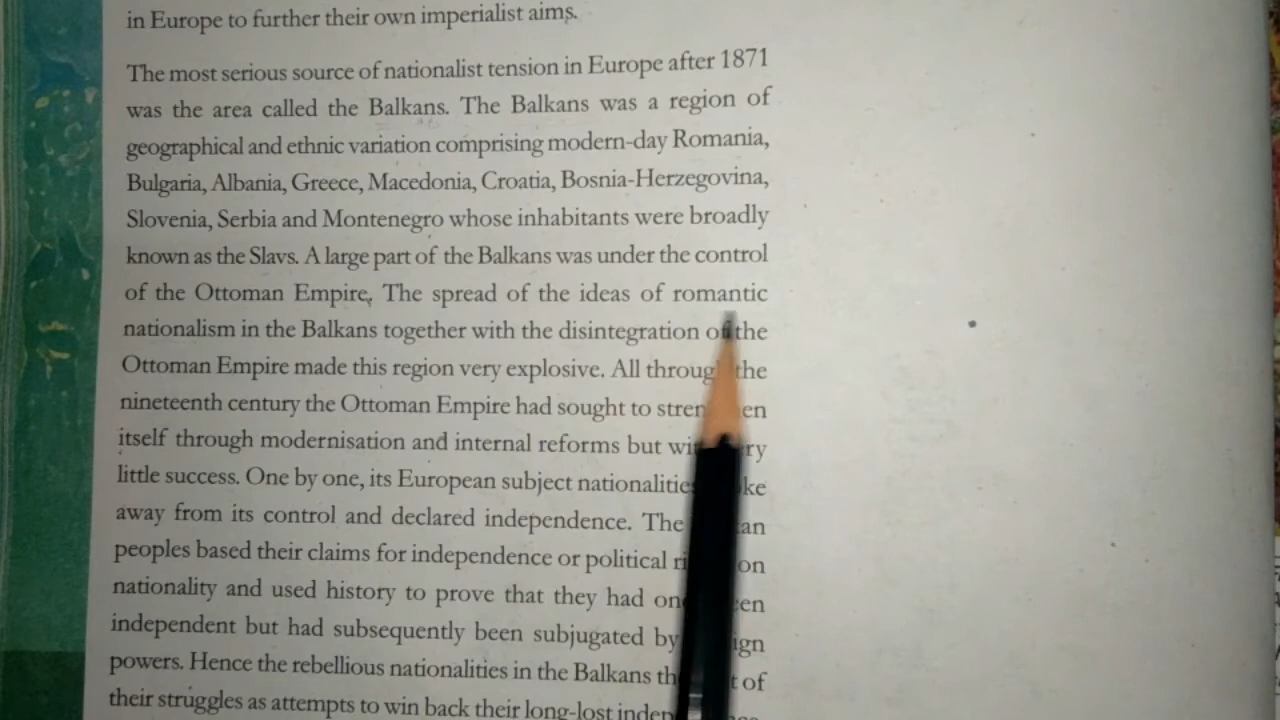 in Europe to further their own imperialist aims.
The most serious source of nationalist tension in Europe after 1871
was the area called the Balkans. The Balkans was a region of
geographical and ethnic variation comprising modern-day Romania,
Bulgaria, Albania, Greece, Macedonia, Croatia, Bosnia-Herzegovina,
Slovenia, Serbia and Montenegro whose inhabitants were broadly
known as the Slavs. A large part of the Balkans was under the control
of the Ottoman Empire. The spread of the ideas of romantic
nationalism in the Balkans together with the disintegration of the
Ottoman Empire made this region very explosive. All through the
nineteenth century the Ottoman Empire had sought to
itself through modernisation and internal reforms but
little success. One by one, its European subject nationalities
away from its control and declared independence. The
peoples based their claims for independence or political on
nationality and used history to prove that they had
independent but had subsequently been subjugated by
powers. Hence the rebellious nationalities in the Balkans of
their struggles as attempts to win back their long-lost